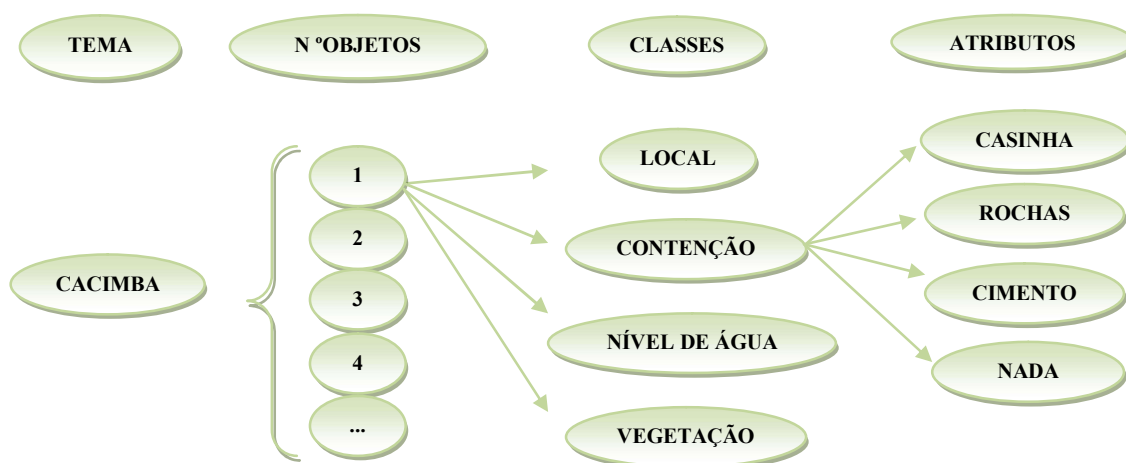 TEMA
N ºOBJETOS
CLASSES
ATRIBUTOS
CACIMBA
1
2
3
4
...
LOCAL
CONTENÇÃO
NÍVEL DE ÁGUA
VEGETAÇÃO
CASINHA
ROCHAS
CIMENTO
NADA